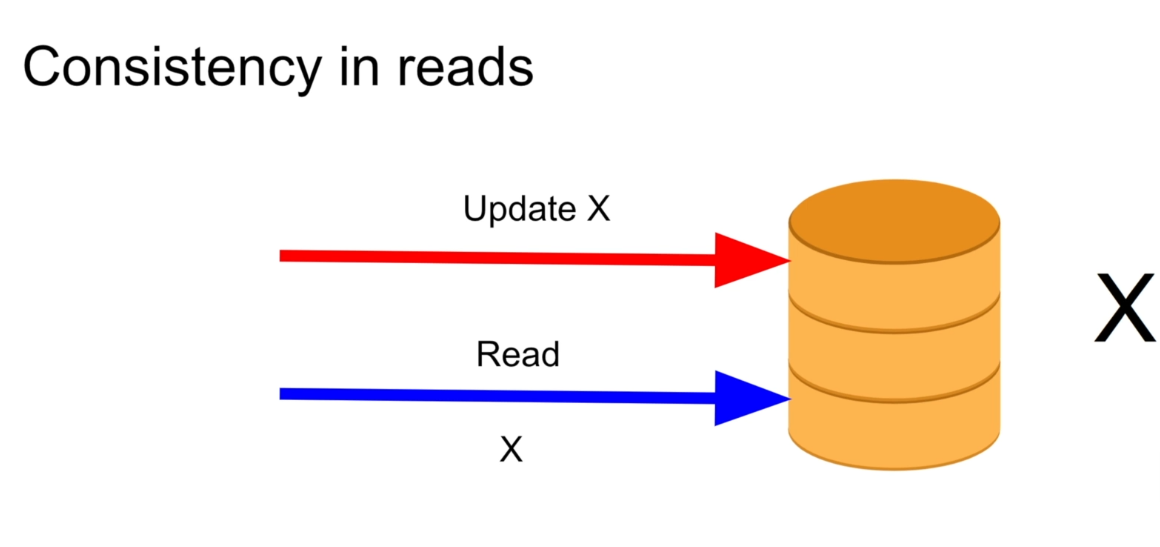 Consistency in reads
Update X
X
Read
X